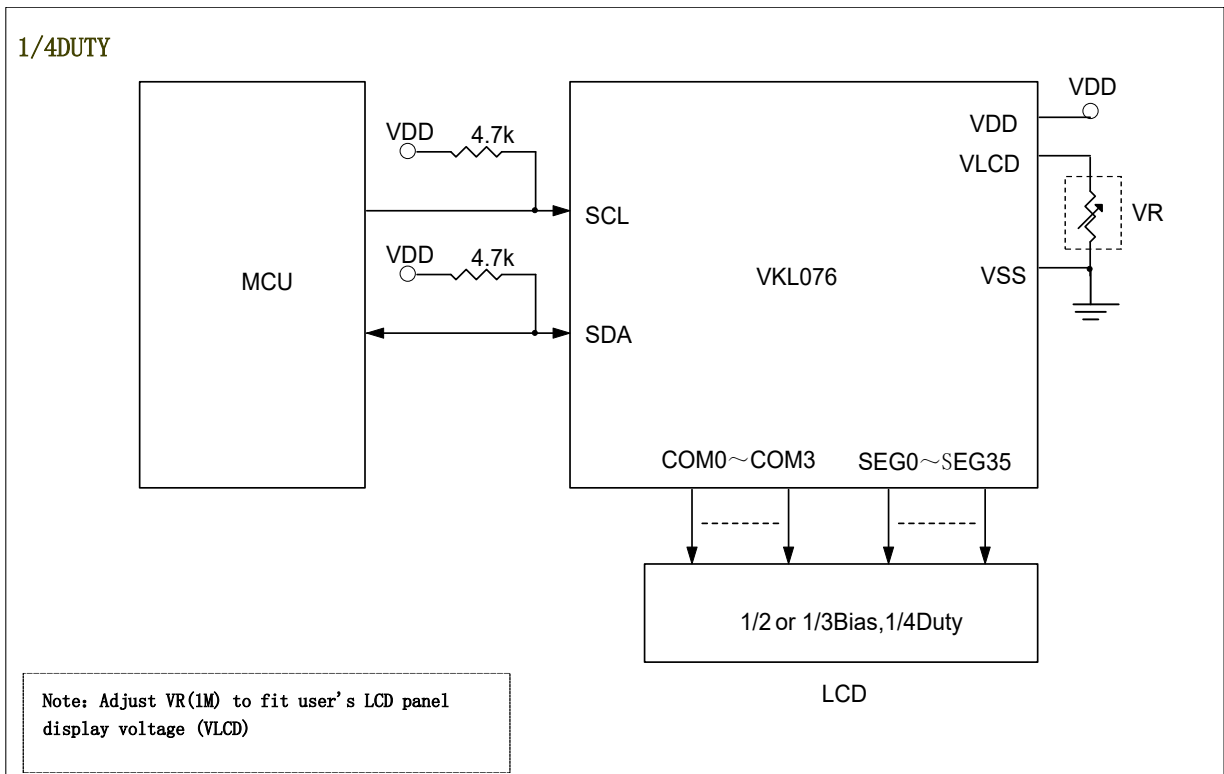 1/4DUTY
VDD
VDD
4.7k
VDD
VLCD
SCL
VR
VDD
4.7k
MCU
VKL076
VSS
SDA
COM0～COM3
SEG0～SEG35
1/2 or 1/3Bias,1/4Duty
LCD
Note: Adjust VR(1M) to fit user's LCD panel
display voltage (VLCD)